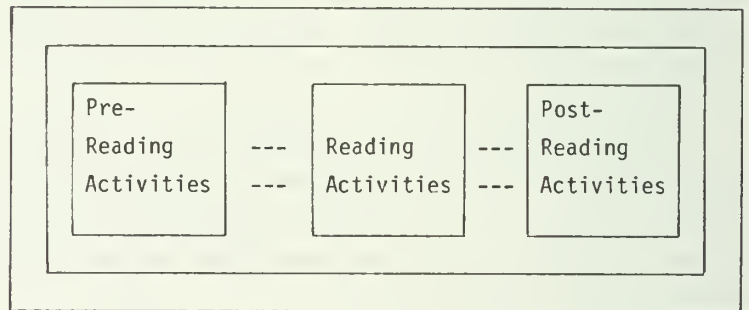 Pre-
Reading
Activities
---
---
Reading
Activities
---
---
Post-
Reading
Activities